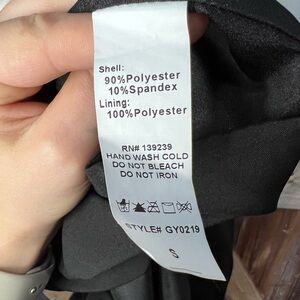 Shell:
90%Polyester
10%Spandex
Lining:
100%Polyester
RN# 139239
HAND WASH COLD
DO NOT BLEACH
DO NOT IRON
STYLE# GY0219
S